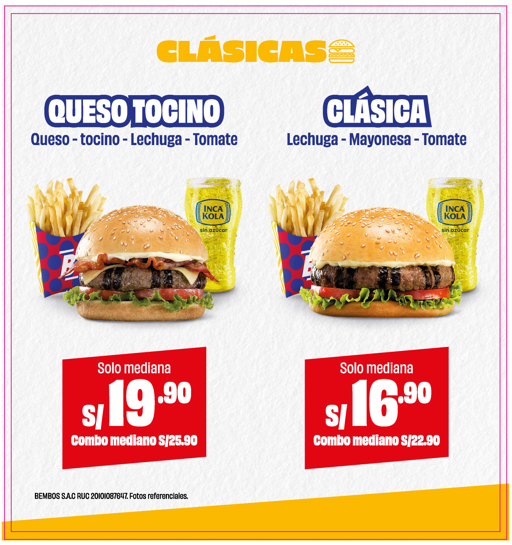 CLÁSICAS
QUESO TOCINO
Queso - tocino - Lechuga - Tomate
INCA
KOLA
sin azúcar
B
Solo mediana
S/19.90
Combo mediano S/25.90
CLÁSICA
Lechuga - Mayonesa - Tomate
INCA
KOLA
sin azúcar
Solo mediana
S/16.90
Combo mediano S/22.90
BEMBOS S.A.C RUC 20101087647. Fotos referenciales.